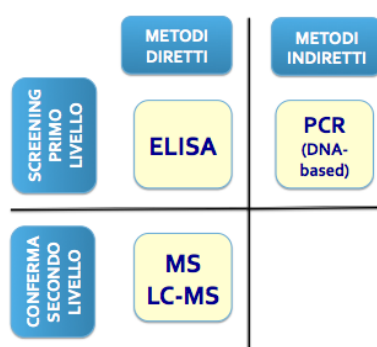 METODI
DIRETTI
METODI
INDIRETTI
SCREENING
PRIMO
LIVELLO
ELISA
PCR
(DNA-
based)
CONFERMA
SECONDO
LIVELLO
MS
LC-MS